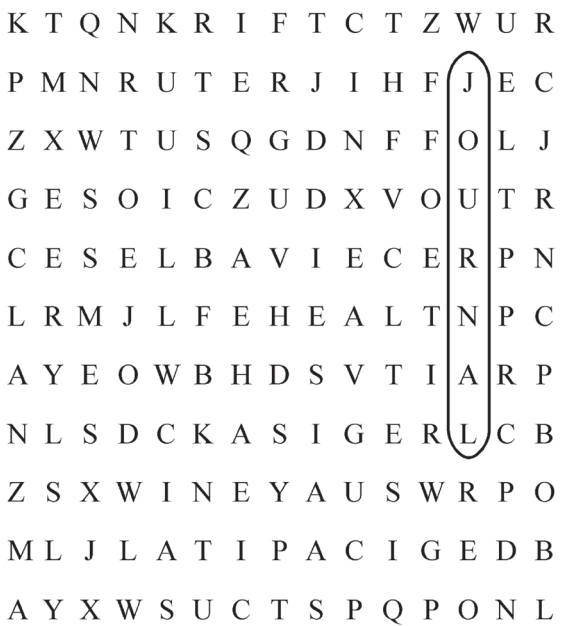 K T Q N K R I F T C T Z W U R
P M N R U T E R J I H F J E C
Z X W T U S Q G D N F F O L J
G E S O I C Z U D X V O U T R
C E S E L B A V I E C E R P N
L R M J L F E H E A L T N P C
A Y E O W B H D S V T I A R P
N L S D C K A S I G E R L C B
Z S X W I N E Y A U S W R P O
M L J L A T I P A C I G E D B
A Y X W S U C T S P Q P O N L